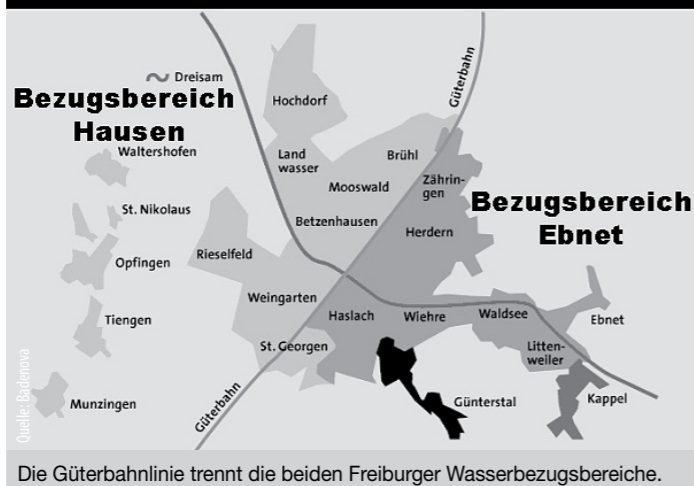 Dreisam
Güterbahn
Bezugsbereich
Hausen
Hochdorf
Waltershofen
Land
wasser
Brühl
Mooswald
Zährin-
gen
Bezugsbereich
Ebnet
St. Nikolaus
Betzenhausen
Herdern
Opfingen
Rieselfeld
Weingarten
Tiengen
Haslach
Wiehre
Waldsee
Ebnet
St. Georgen
Litten-
weiler
Güterbahn
Munzingen
Günterstal
Kappel
Quelle: Badenova
Die Güterbahnlinie trennt die beiden Freiburger Wasserbezugsbereiche.